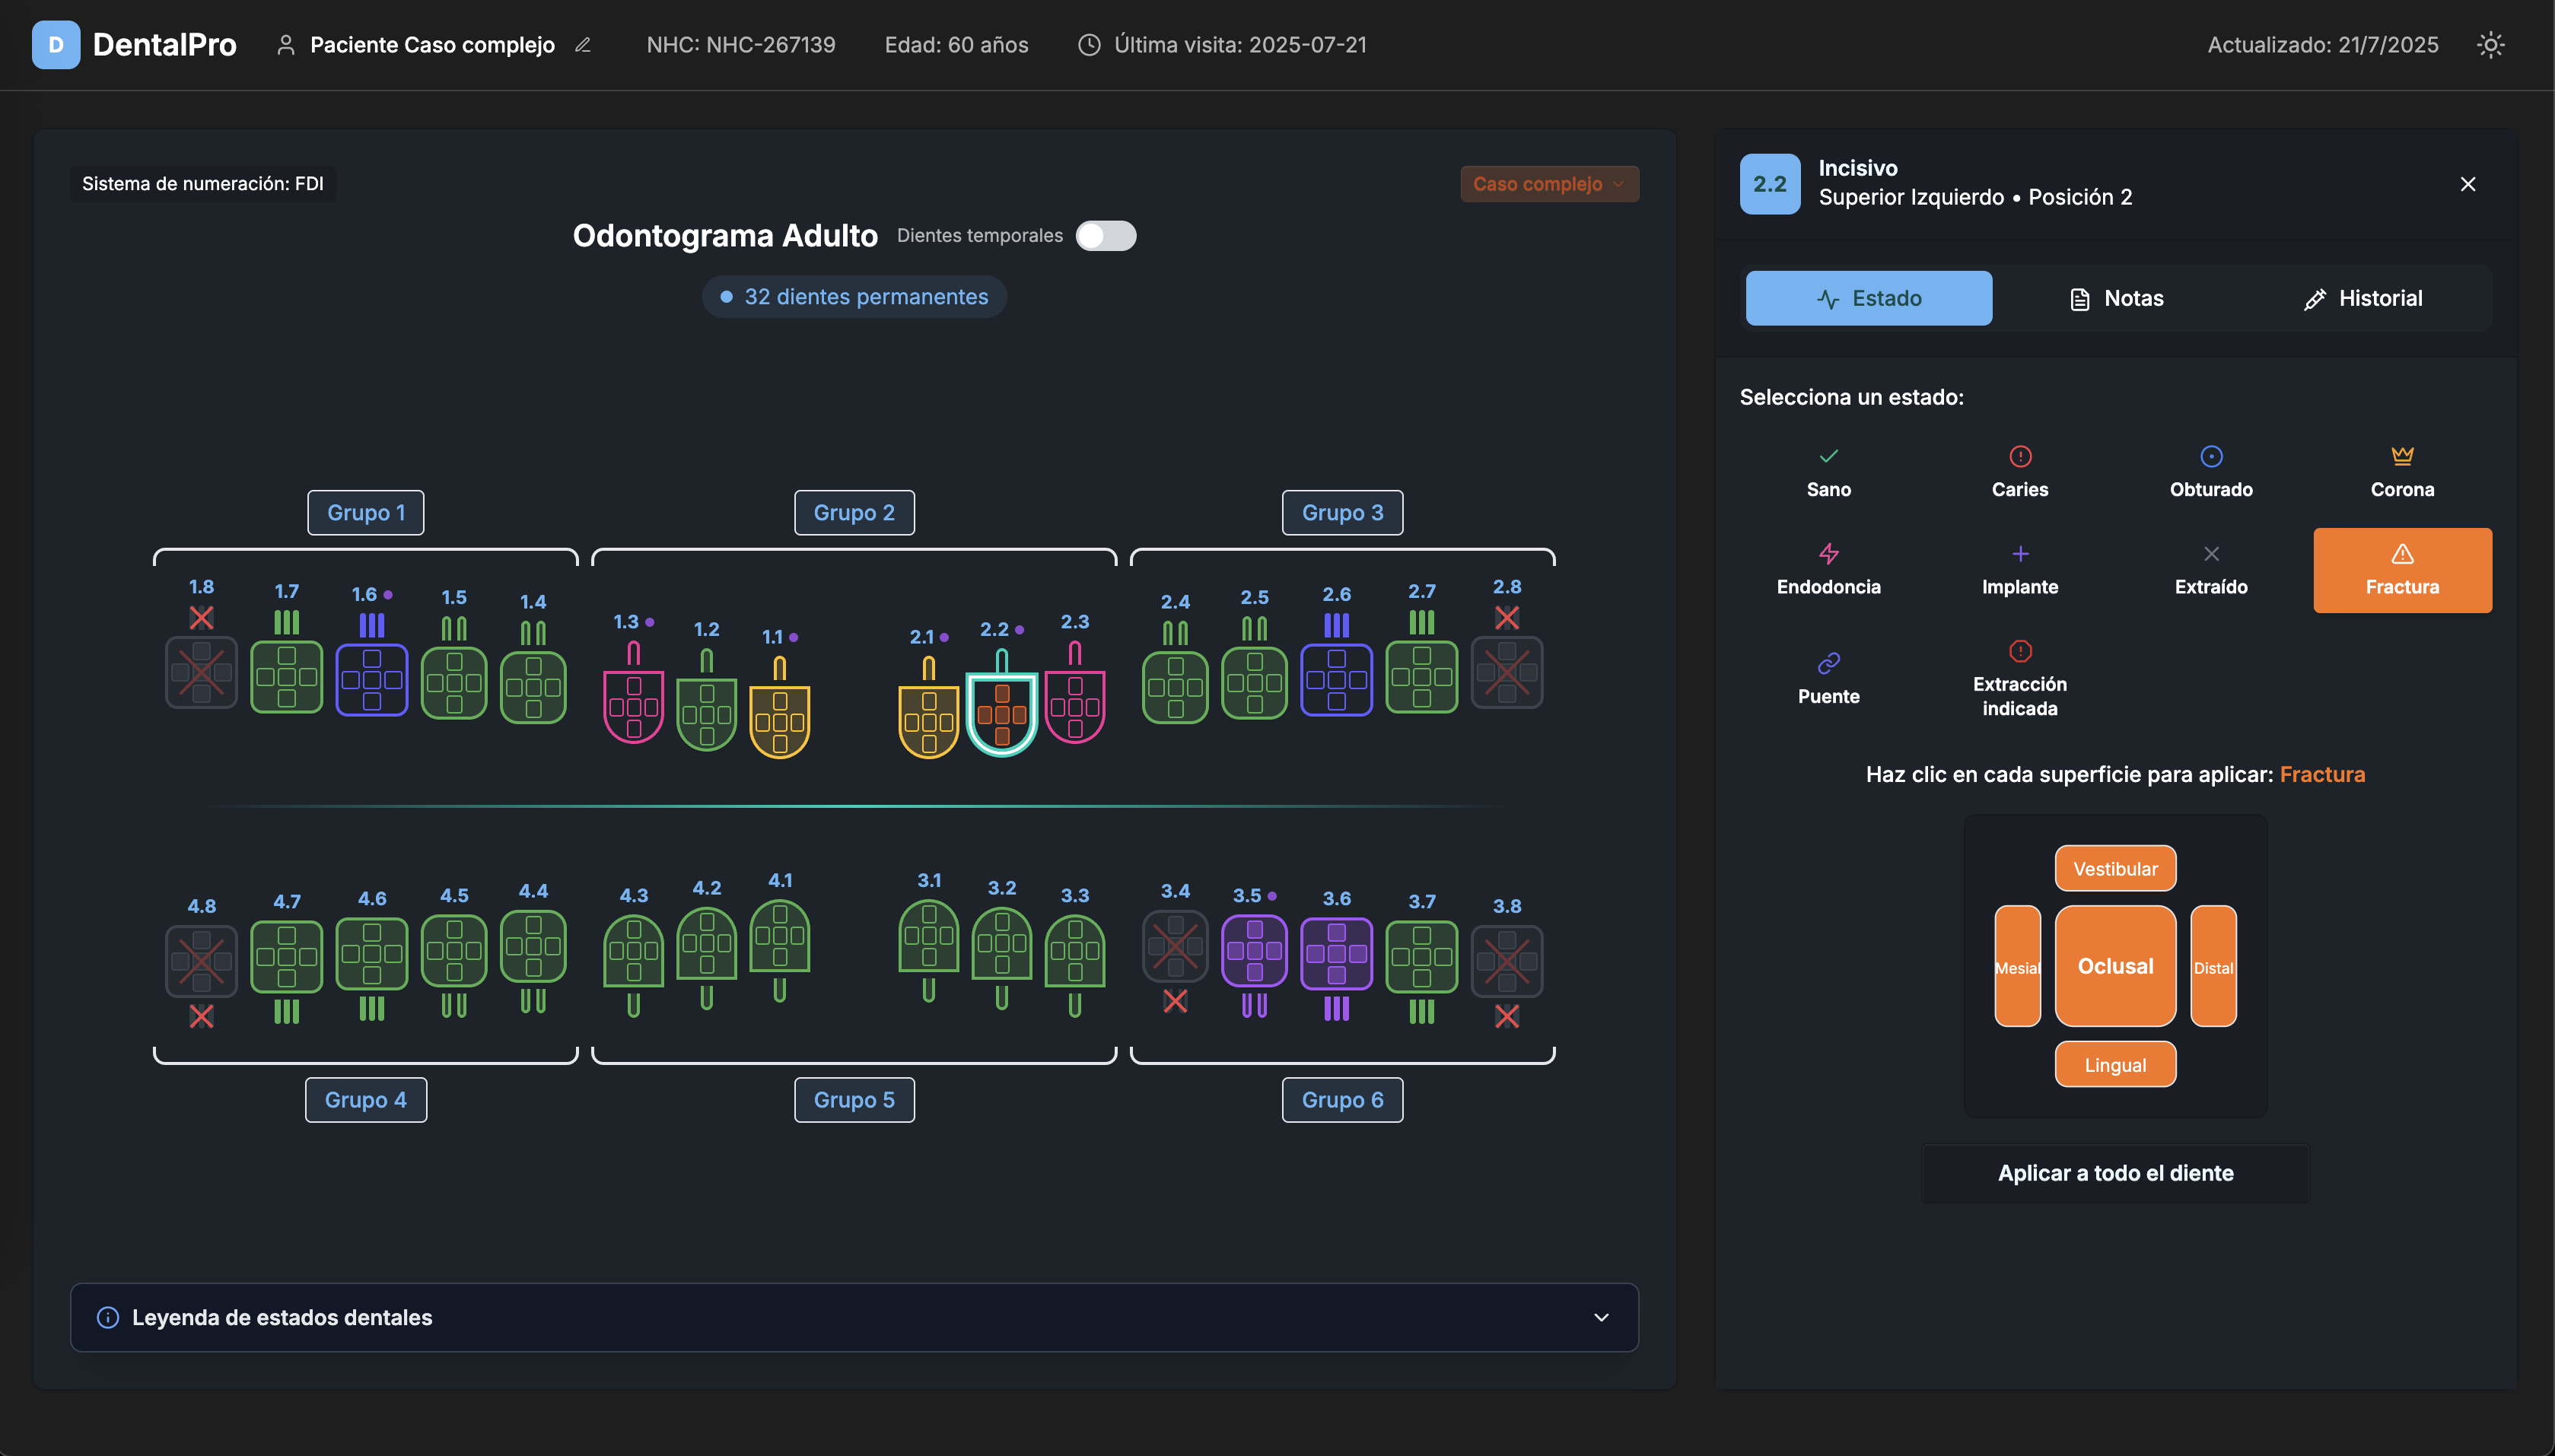 D DentalPro Paciente Caso complejo NHC: NHC-267139 Edad: 60 años Última visita: 2025-07-21 Actualizado: 21/7/2025
Sistema de numeración: FDI
Caso complejo
Odontograma Adulto Dientes temporales
32 dientes permanentes
Grupo 1 Grupo 2 Grupo 3
1.8 1.7 1.6 1.5 1.4 1.3 1.2 1.1 2.1 2.2 2.3 2.4 2.5 2.6 2.7 2.8
4.8 4.7 4.6 4.5 4.4 4.3 4.2 4.1 3.1 3.2 3.3 3.4 3.5 3.6 3.7 3.8
Grupo 4 Grupo 5 Grupo 6
Leyenda de estados dentales
2.2
Incisivo
Superior Izquierdo • Posición 2
Estado Notas Historial
Selecciona un estado:
Sano Caries Obturado Corona
Endodoncia Implante Extraído Fractura
Puente Extracción
indicada
Haz clic en cada superficie para aplicar: Fractura
Vestibular
Mesial Oclusal Distal
Lingual
Aplicar a todo el diente